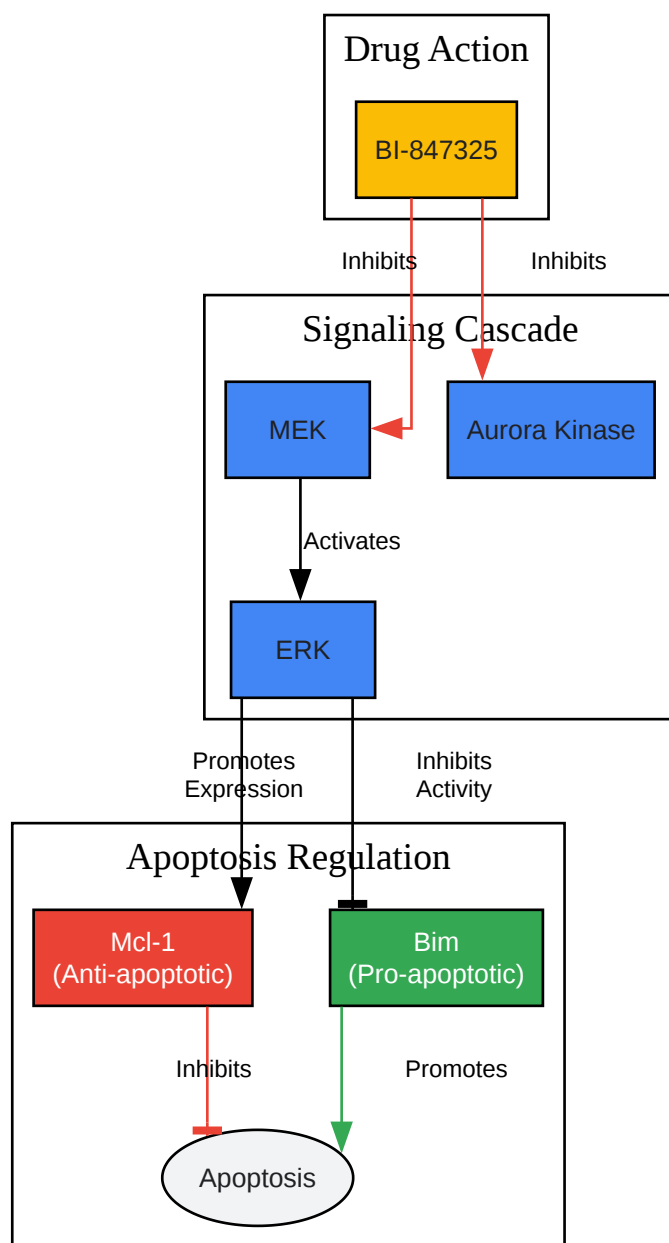 Drug Action
BI-847325
Inhibits
Inhibits
Signaling Cascade
MEK
Aurora Kinase
Activates
ERK
Promotes
Expression
Inhibits
Activity
Apoptosis Regulation
Mcl-1
(Anti-apoptotic)
Bim
(Pro-apoptotic)
Inhibits
Promotes
Apoptosis